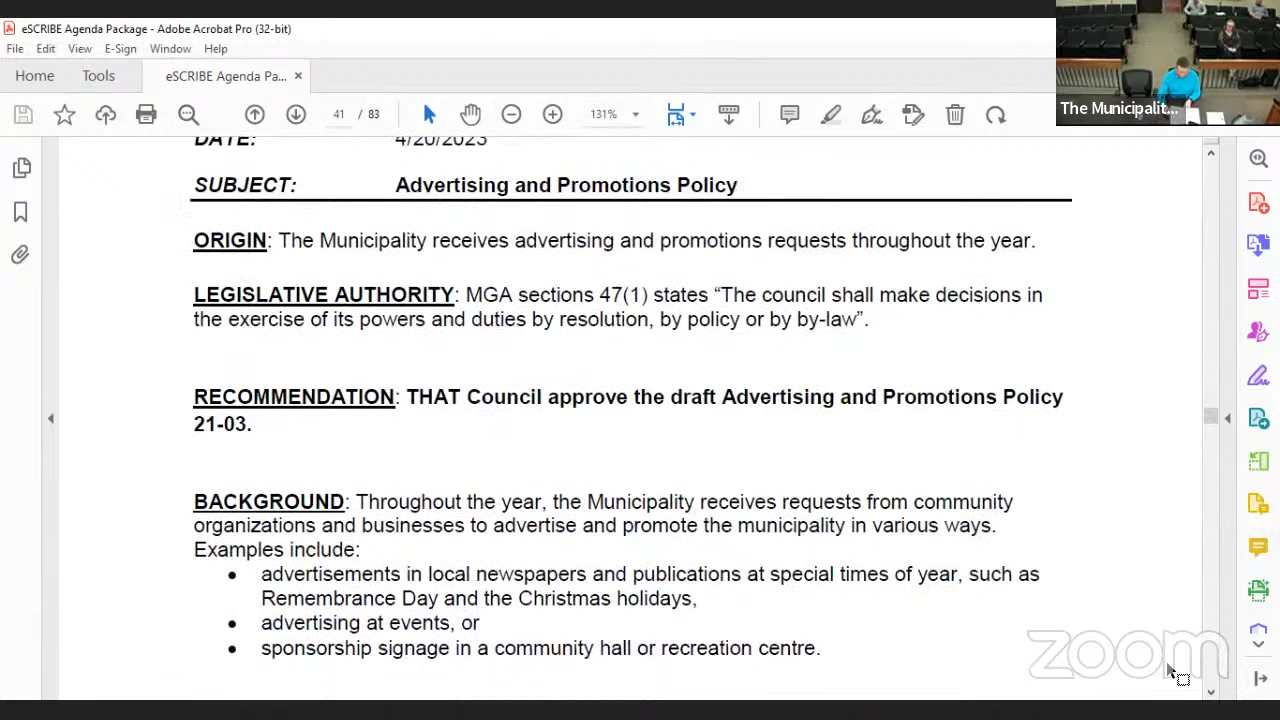 eSCRIBE Agenda Package - Adobe Acrobat Pro (32-bit)
File Edit View E-Sign Window Help
Home Tools eSCRIBE Agenda Pa... ×
41 / 83 131%
The Municipalit...
DATE: 4/20/2023
SUBJECT: Advertising and Promotions Policy
ORIGIN: The Municipality receives advertising and promotions requests throughout the year.
LEGISLATIVE AUTHORITY: MGA sections 47(1) states “The council shall make decisions in
the exercise of its powers and duties by resolution, by policy or by by-law”.
RECOMMENDATION: THAT Council approve the draft Advertising and Promotions Policy
21-03.
BACKGROUND: Throughout the year, the Municipality receives requests from community
organizations and businesses to advertise and promote the municipality in various ways.
Examples include:
• advertisements in local newspapers and publications at special times of year, such as
Remembrance Day and the Christmas holidays,
• advertising at events, or
• sponsorship signage in a community hall or recreation centre.
zoom